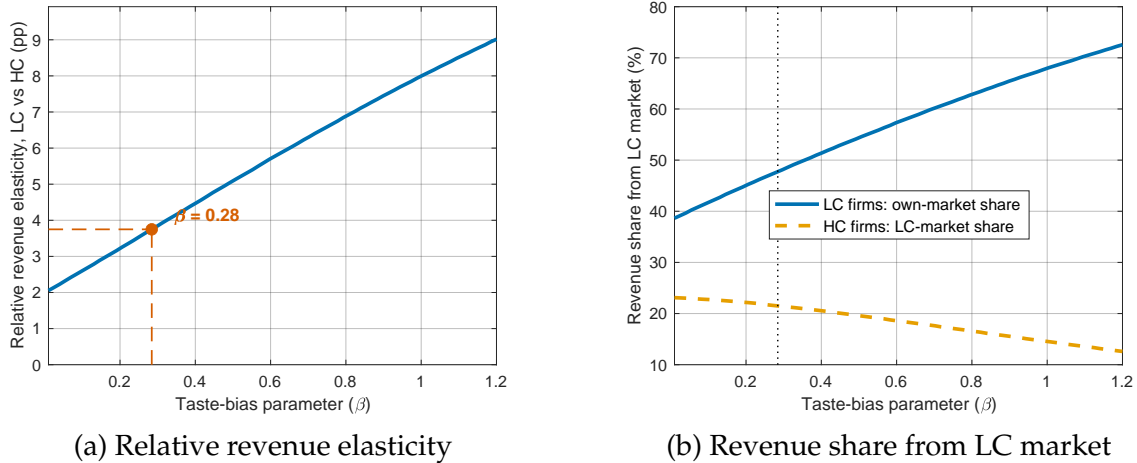 Relative revenue elasticity, LC vs HC (pp)
9
8
7
6
5
4
3
2
1
0
β = 0.28
0.2 0.4 0.6 0.8 1 1.2
Taste-bias parameter (β)
(a) Relative revenue elasticity
Revenue share from LC market (%)
80
70
60
50
40
30
20
10
LC firms: own-market share
HC firms: LC-market share
0.2 0.4 0.6 0.8 1 1.2
Taste-bias parameter (β)
(b) Revenue share from LC market